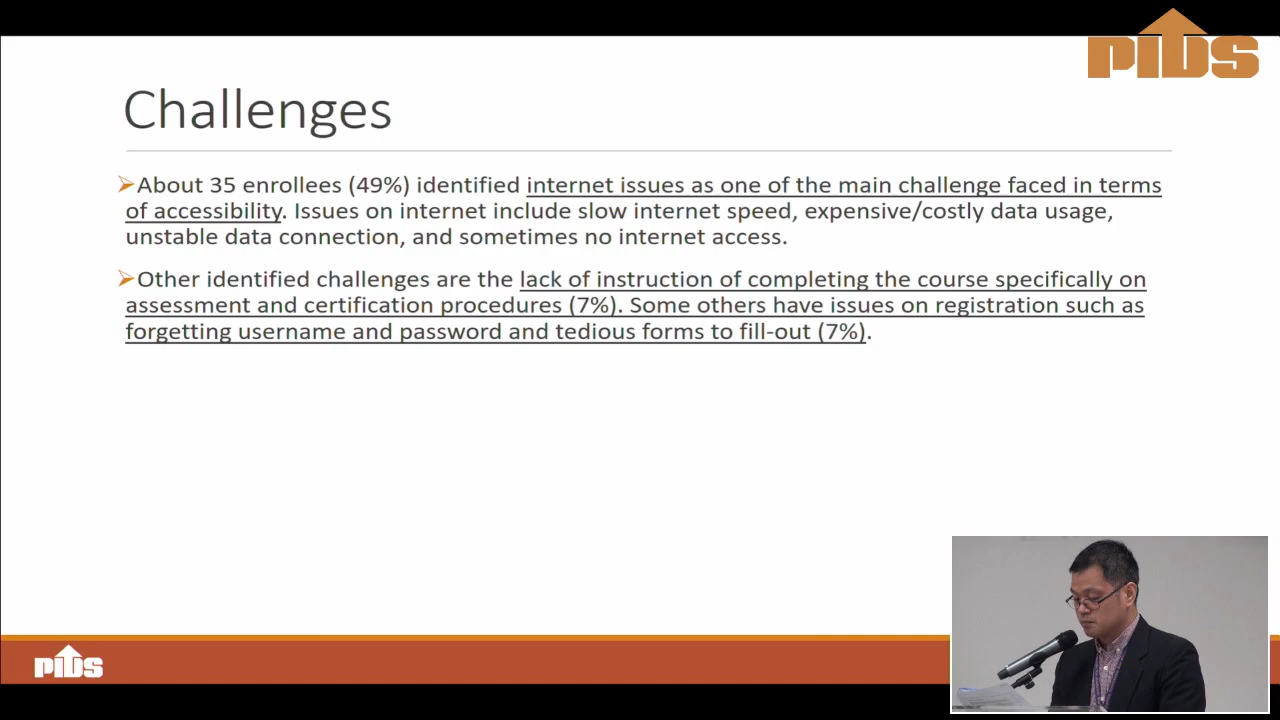 PIDS
Challenges
➢About 35 enrollees (49%) identified internet issues as one of the main challenge faced in terms
of accessibility. Issues on internet include slow internet speed, expensive/costly data usage,
unstable data connection, and sometimes no internet access.
➢Other identified challenges are the lack of instruction of completing the course specifically on
assessment and certification procedures (7%). Some others have issues on registration such as
forgetting username and password and tedious forms to fill-out (7%).
PIDS